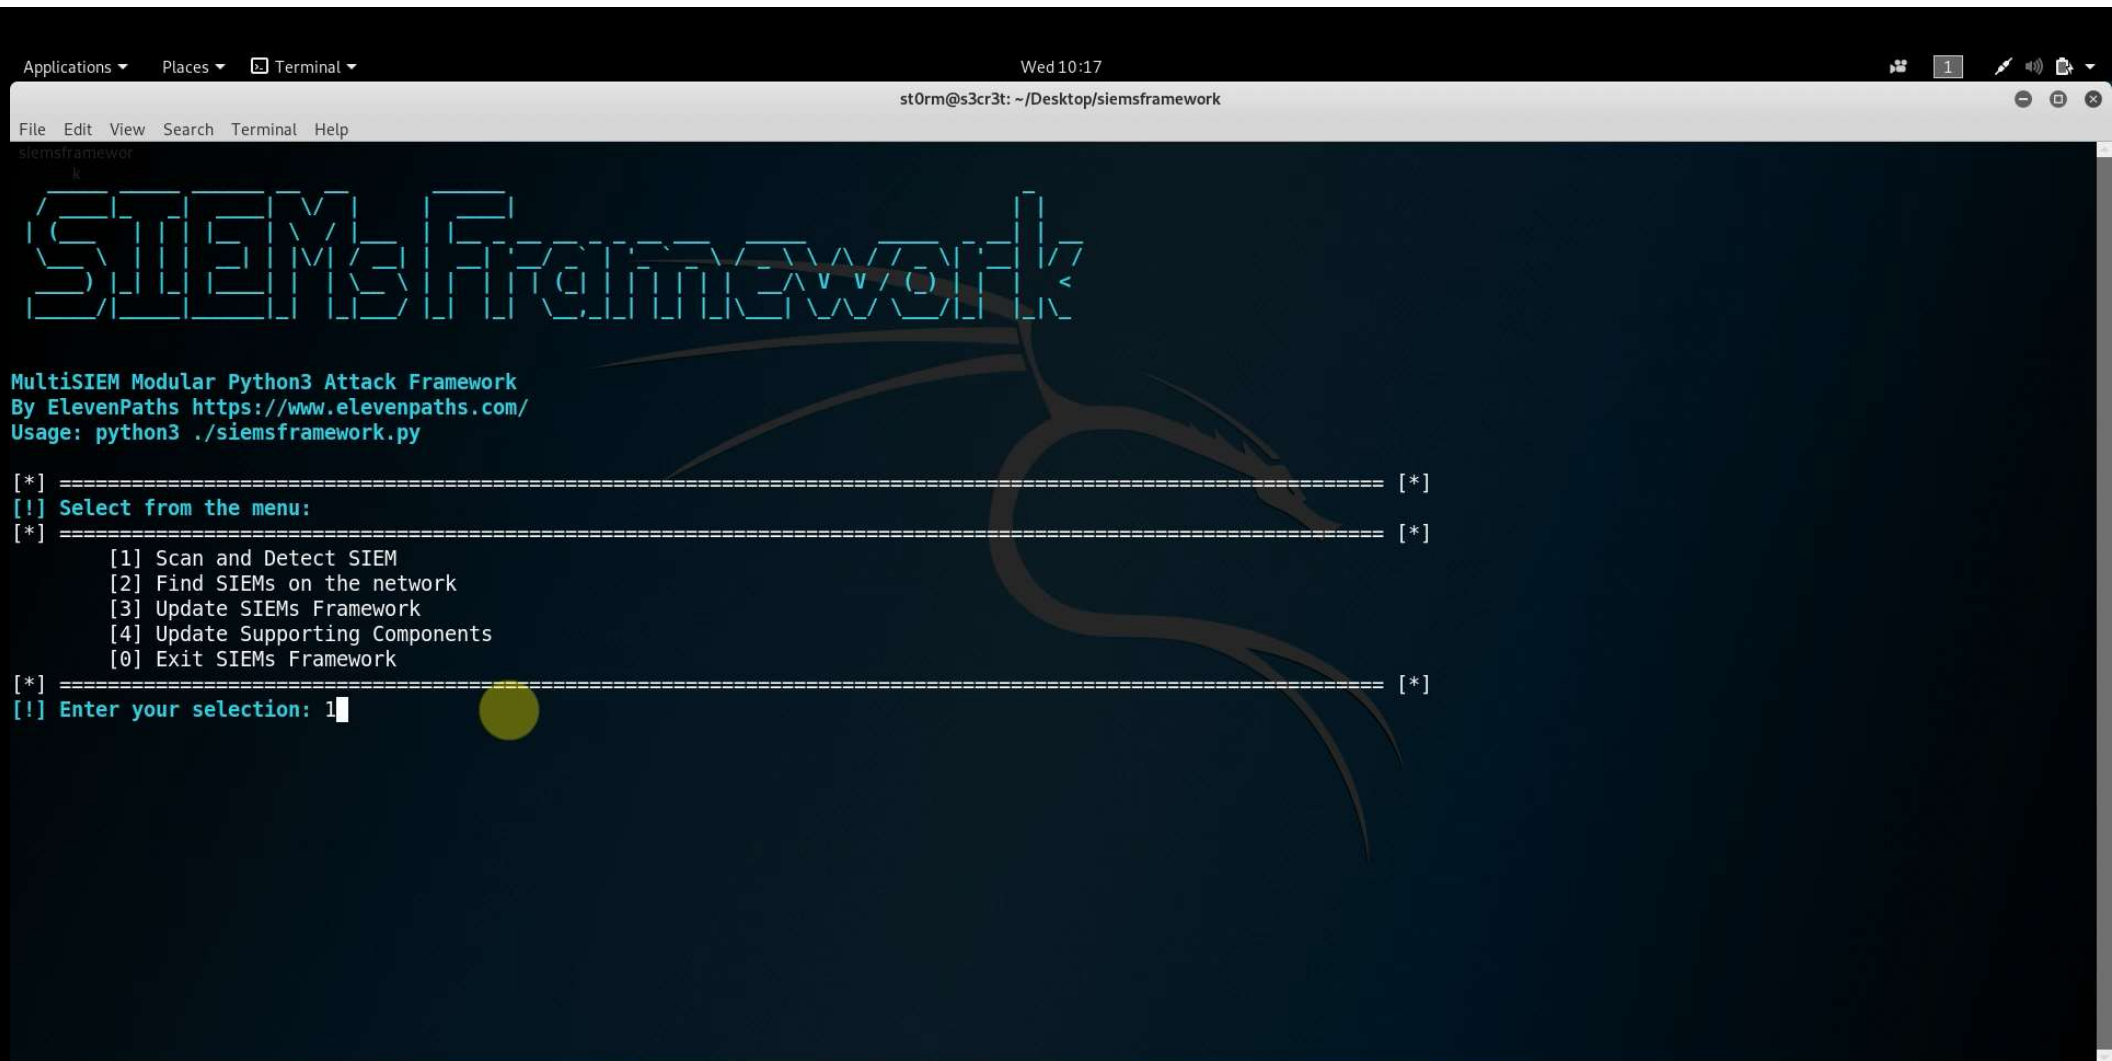 Applications Places Terminal Wed 10:17 1
st0rm@s3cr3t: ~/Desktop/siemsframework
File Edit View Search Terminal Help
siemsframewor
k
SIEMs Framework
MultiSIEM Modular Python3 Attack Framework
By ElevenPaths https://www.elevenpaths.com/
Usage: python3 ./siemsframework.py
[*] ============================================================================================================== [*]
[!] Select from the menu:
[*] ============================================================================================================== [*]
[1] Scan and Detect SIEM
[2] Find SIEMs on the network
[3] Update SIEMs Framework
[4] Update Supporting Components
[0] Exit SIEMs Framework
[*] ============================================================================================================== [*]
[!] Enter your selection: 1